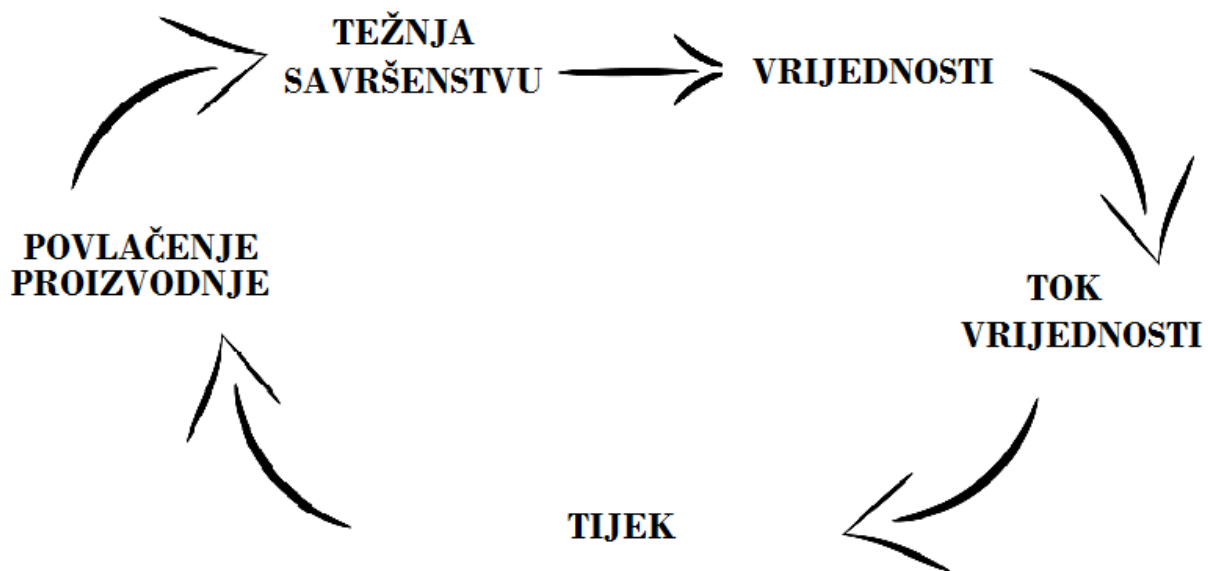 TEŽNJA
SAVRŠENSTVU
VRIJEDNOSTI
TOK
VRIJEDNOSTI
TIJEK
POVLAČENJE
PROIZVODNJE